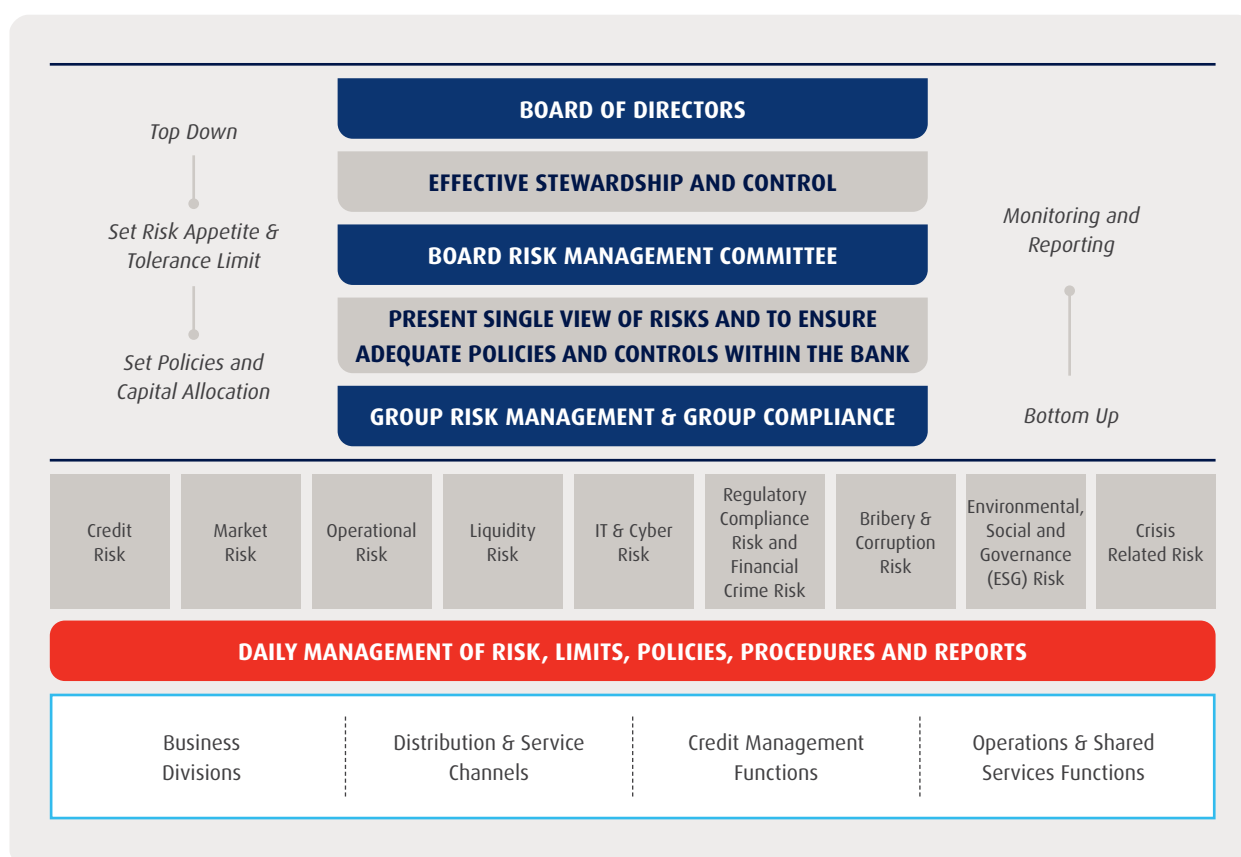 BOARD OF DIRECTORS
Top Down
EFFECTIVE STEWARDSHIP AND CONTROL
Set Risk Appetite &
Tolerance Limit
Monitoring and
Reporting
BOARD RISK MANAGEMENT COMMITTEE
PRESENT SINGLE VIEW OF RISKS AND TO ENSURE
ADEQUATE POLICIES AND CONTROLS WITHIN THE BANK
Set Policies and
Capital Allocation
GROUP RISK MANAGEMENT & GROUP COMPLIANCE
Bottom Up
Credit
Risk
Market
Risk
Operational
Risk
Liquidity
Risk
IT & Cyber
Risk
Regulatory
Compliance
Risk and
Financial
Crime Risk
Bribery &
Corruption
Risk
Environmental,
Social and
Governance
(ESG) Risk
Crisis
Related Risk
DAILY MANAGEMENT OF RISK, LIMITS, POLICIES, PROCEDURES AND REPORTS
Business
Divisions
Distribution & Service
Channels
Credit Management
Functions
Operations & Shared
Services Functions